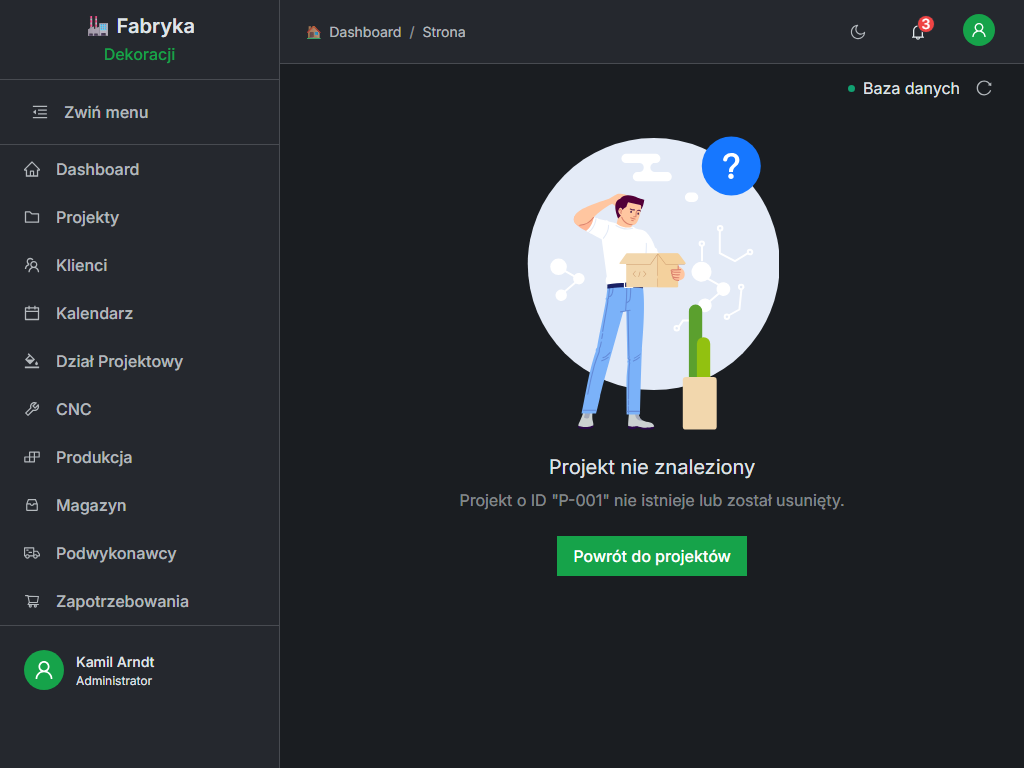 Fabryka
Dekoracji
Dashboard / Strona
3
Baza danych
Zwiń menu
Dashboard
Projekty
Klienci
Kalendarz
Dział Projektowy
CNC
Produkcja
Magazyn
Podwykonawcy
Zapotrzebowania
Kamil Arndt
Administrator
?
</>
Projekt nie znaleziony
Projekt o ID "P-001" nie istnieje lub został usunięty.
Powrót do projektów